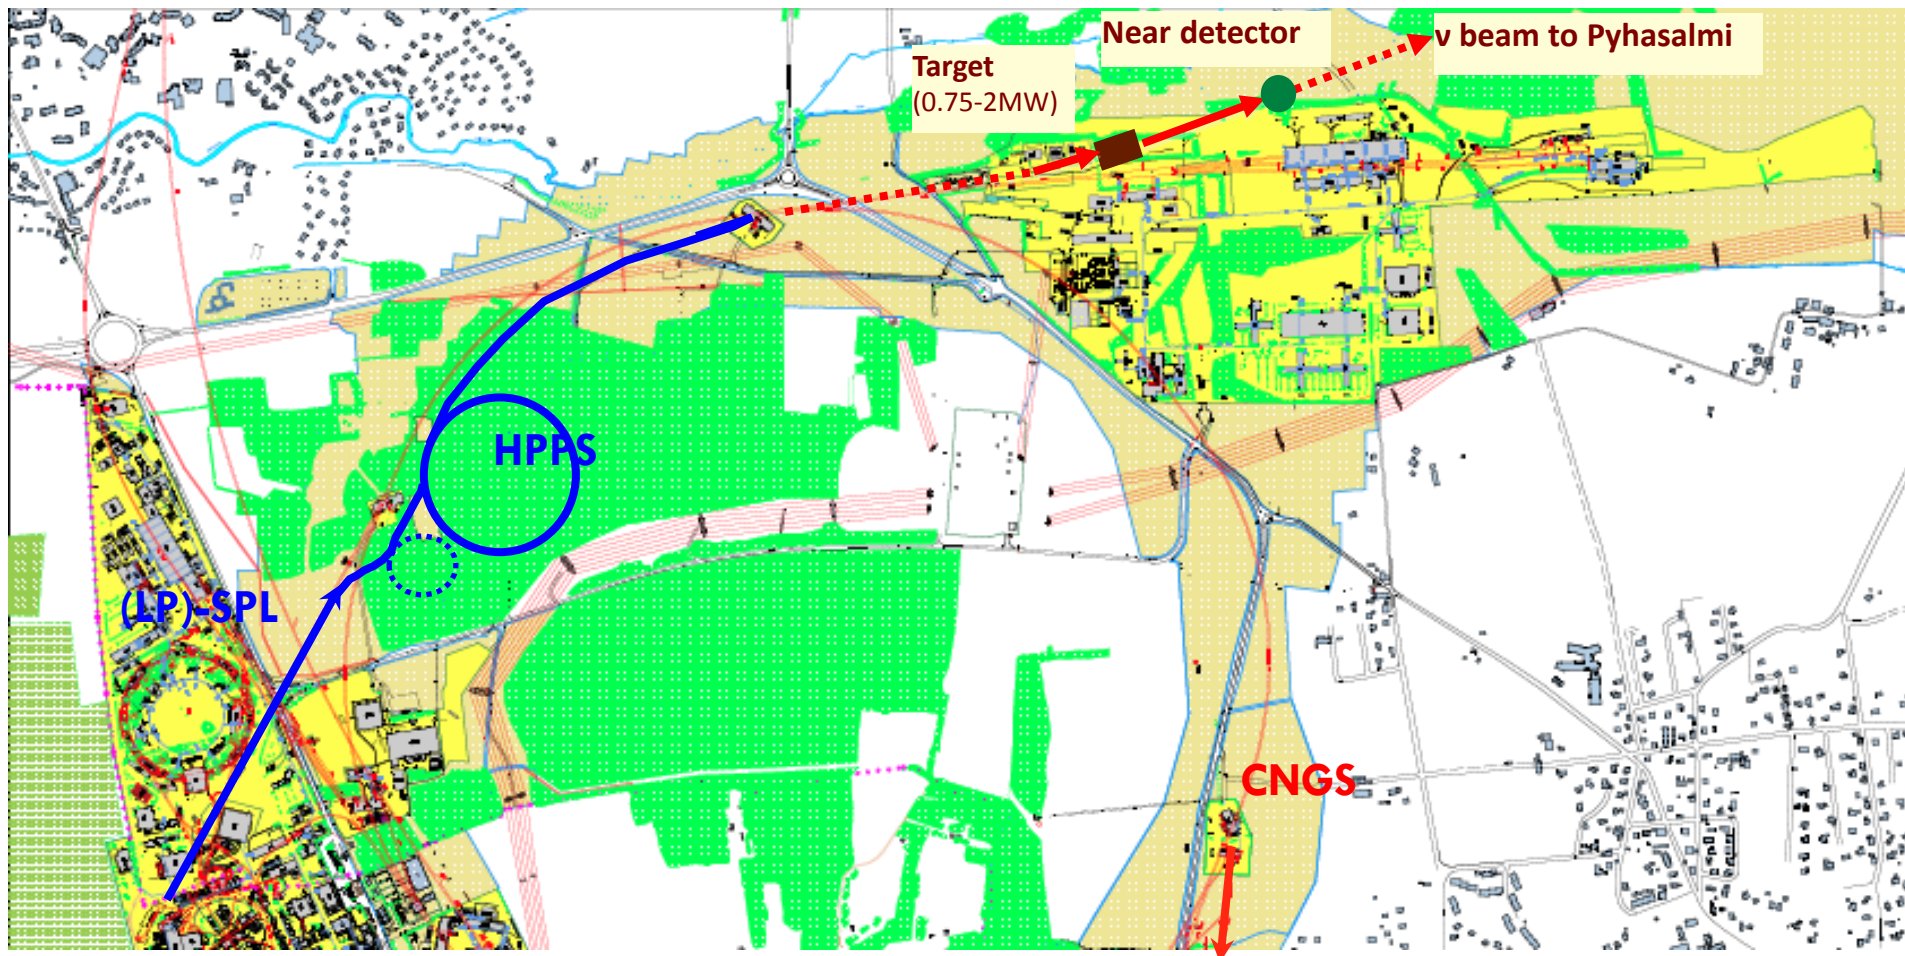 Near detector
ν beam to Pyhasalmi
Target
(0.75-2MW)
HPPS
(LP)-SPL
CNGS